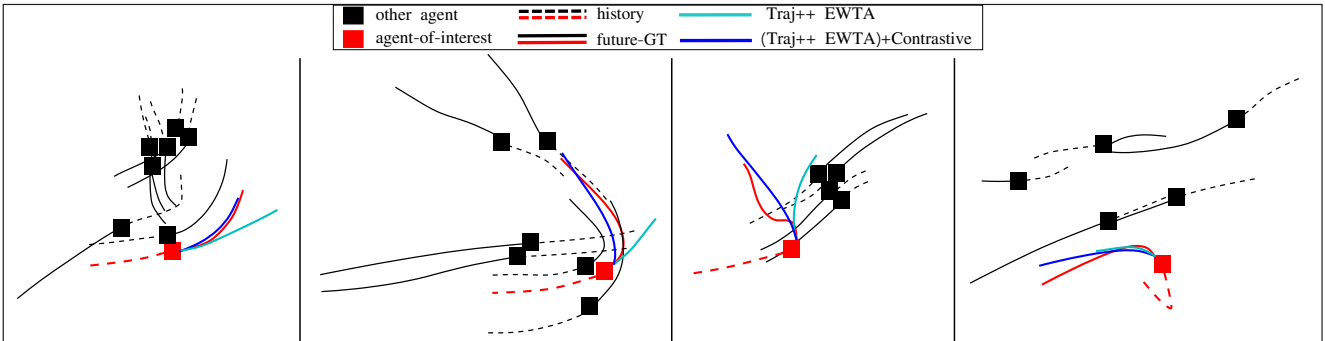 other agent history Traj++ EWTA
agent-of-interest future-GT (Traj++ EWTA)+Contrastive